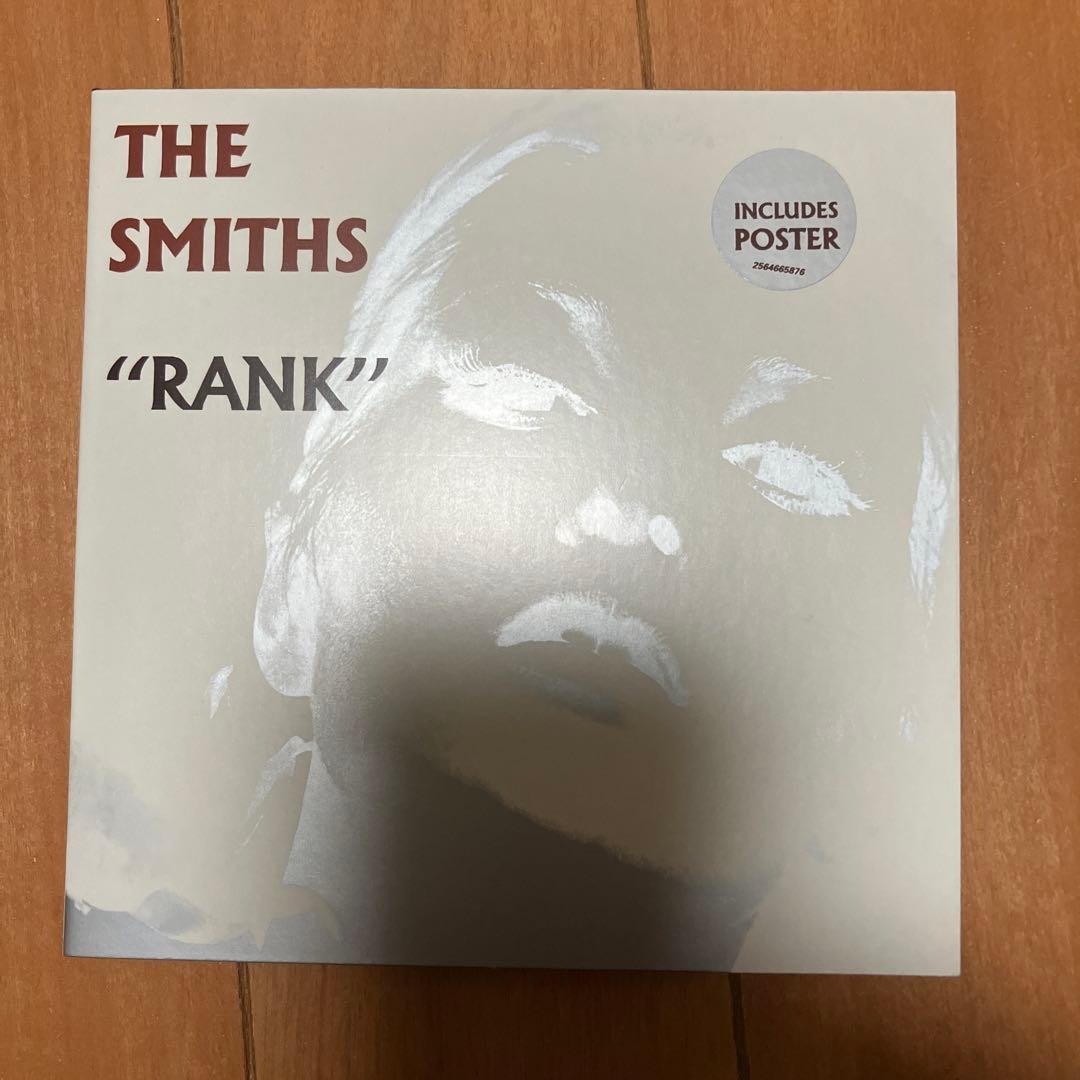 THE
SMITHS
“RANK”
INCLUDES
POSTER
2564665876